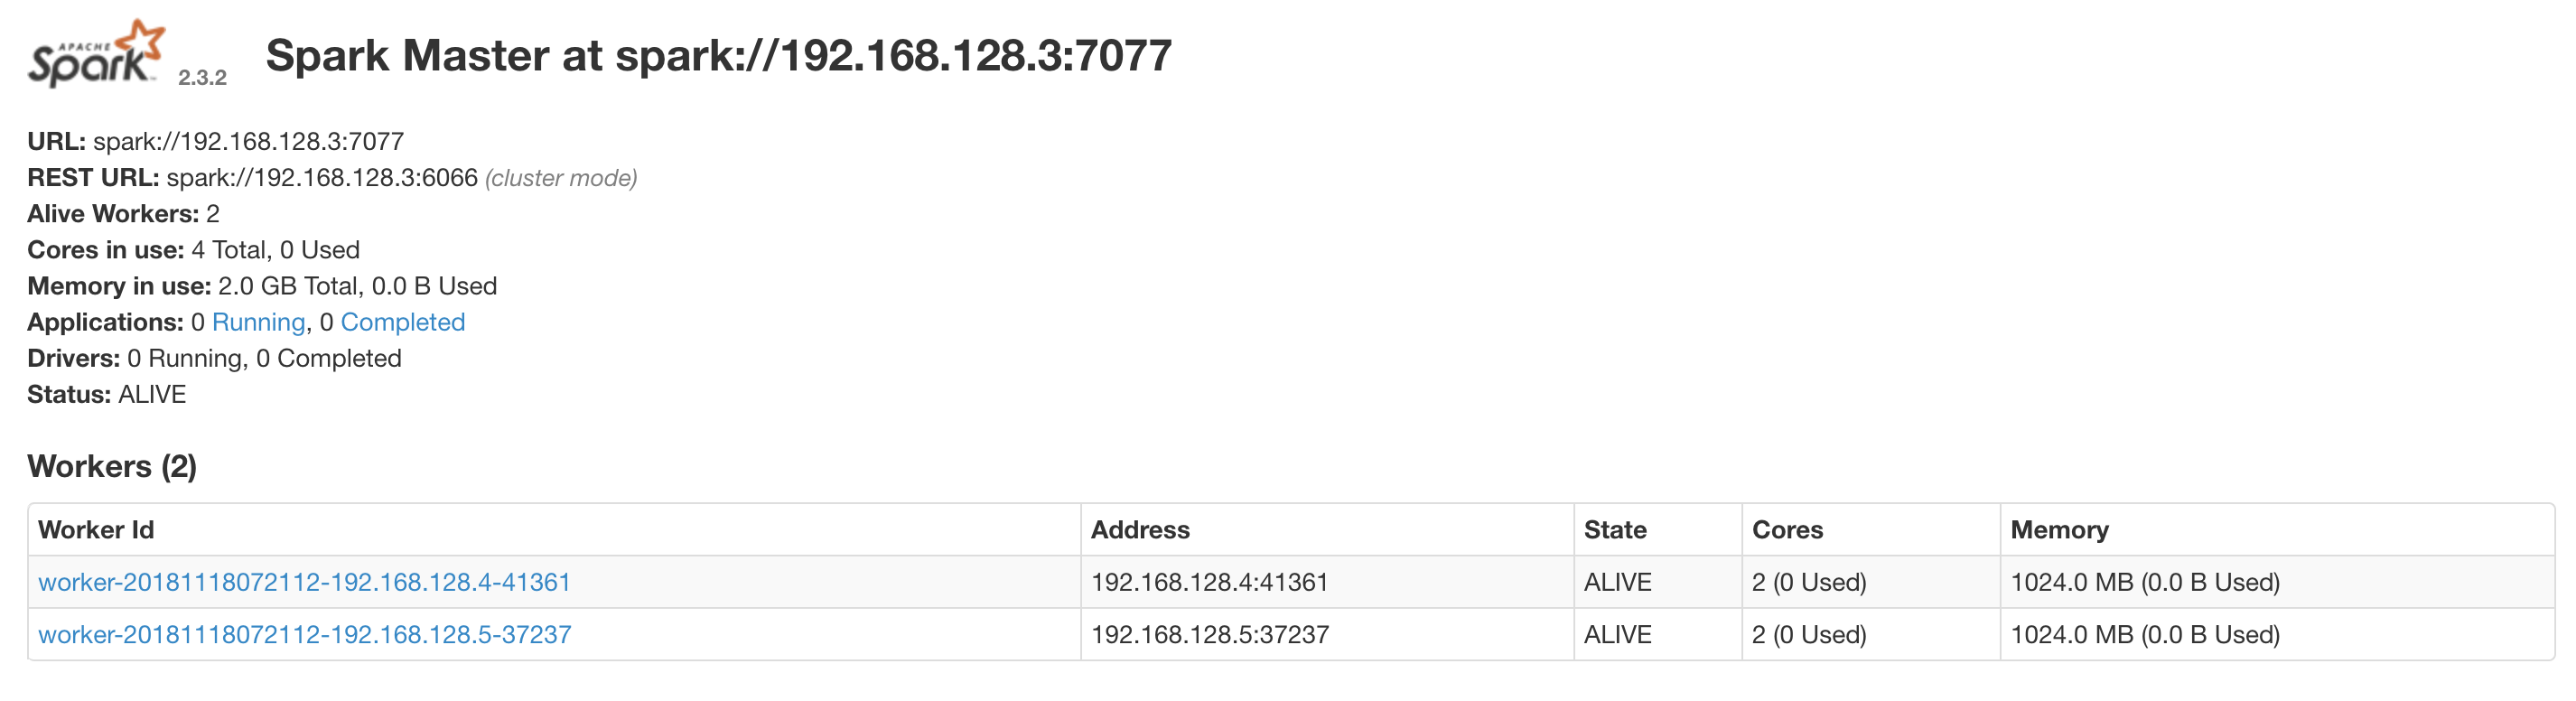 APACHE
Spark™ 2.3.2 Spark Master at spark://192.168.128.3:7077
URL: spark://192.168.128.3:7077
REST URL: spark://192.168.128.3:6066 (cluster mode)
Alive Workers: 2
Cores in use: 4 Total, 0 Used
Memory in use: 2.0 GB Total, 0.0 B Used
Applications: 0 Running, 0 Completed
Drivers: 0 Running, 0 Completed
Status: ALIVE
Workers (2)
Worker Id Address State Cores Memory
worker-20181118072112-192.168.128.4-41361 192.168.128.4:41361 ALIVE 2 (0 Used) 1024.0 MB (0.0 B Used)
worker-20181118072112-192.168.128.5-37237 192.168.128.5:37237 ALIVE 2 (0 Used) 1024.0 MB (0.0 B Used)